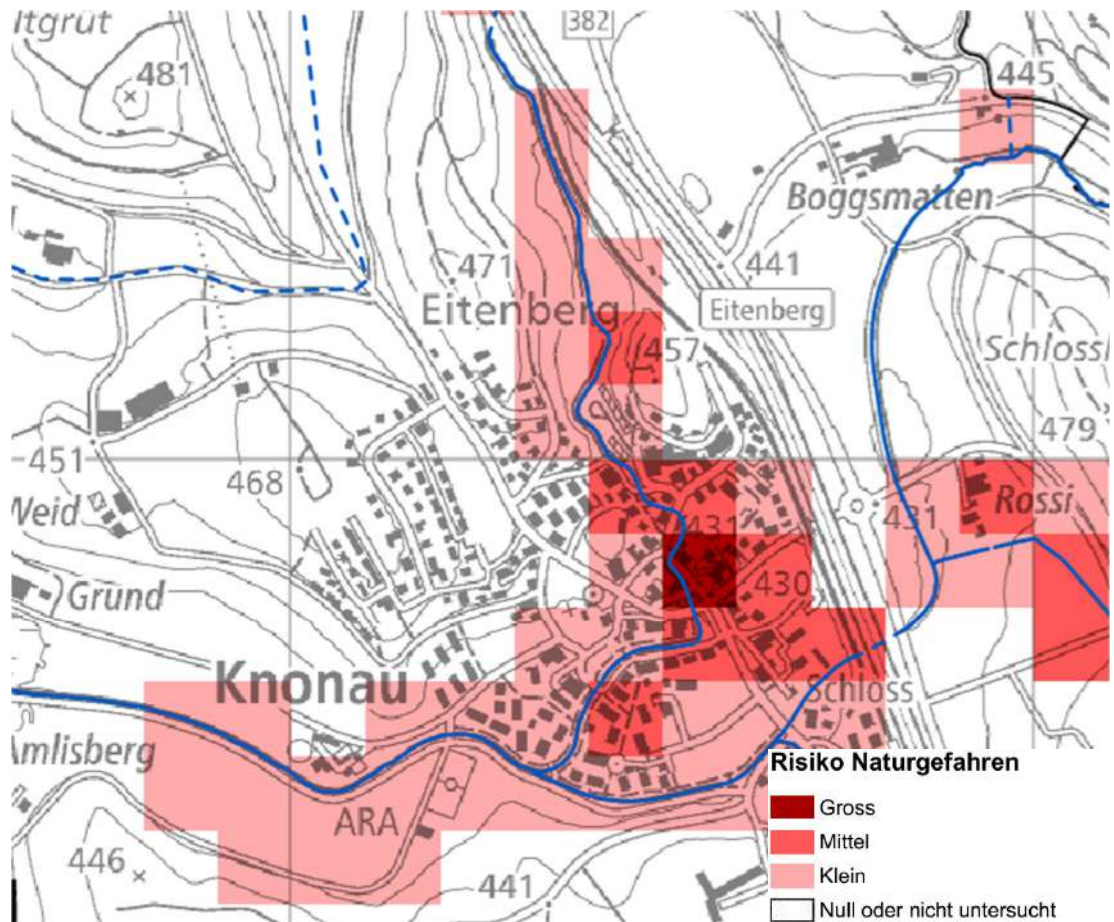 ltgrüt
382
481
445
Boggsmatten
471
441
Eitenberg
Eitenberg
457
Schlossl
479
451
468
Weid
431
431
Rossi
430
Grund
Knonau
Schloss
Amlisberg
ARA
446
441
Risiko Naturgefahren
Gross
Mittel
Klein
Null oder nicht untersucht